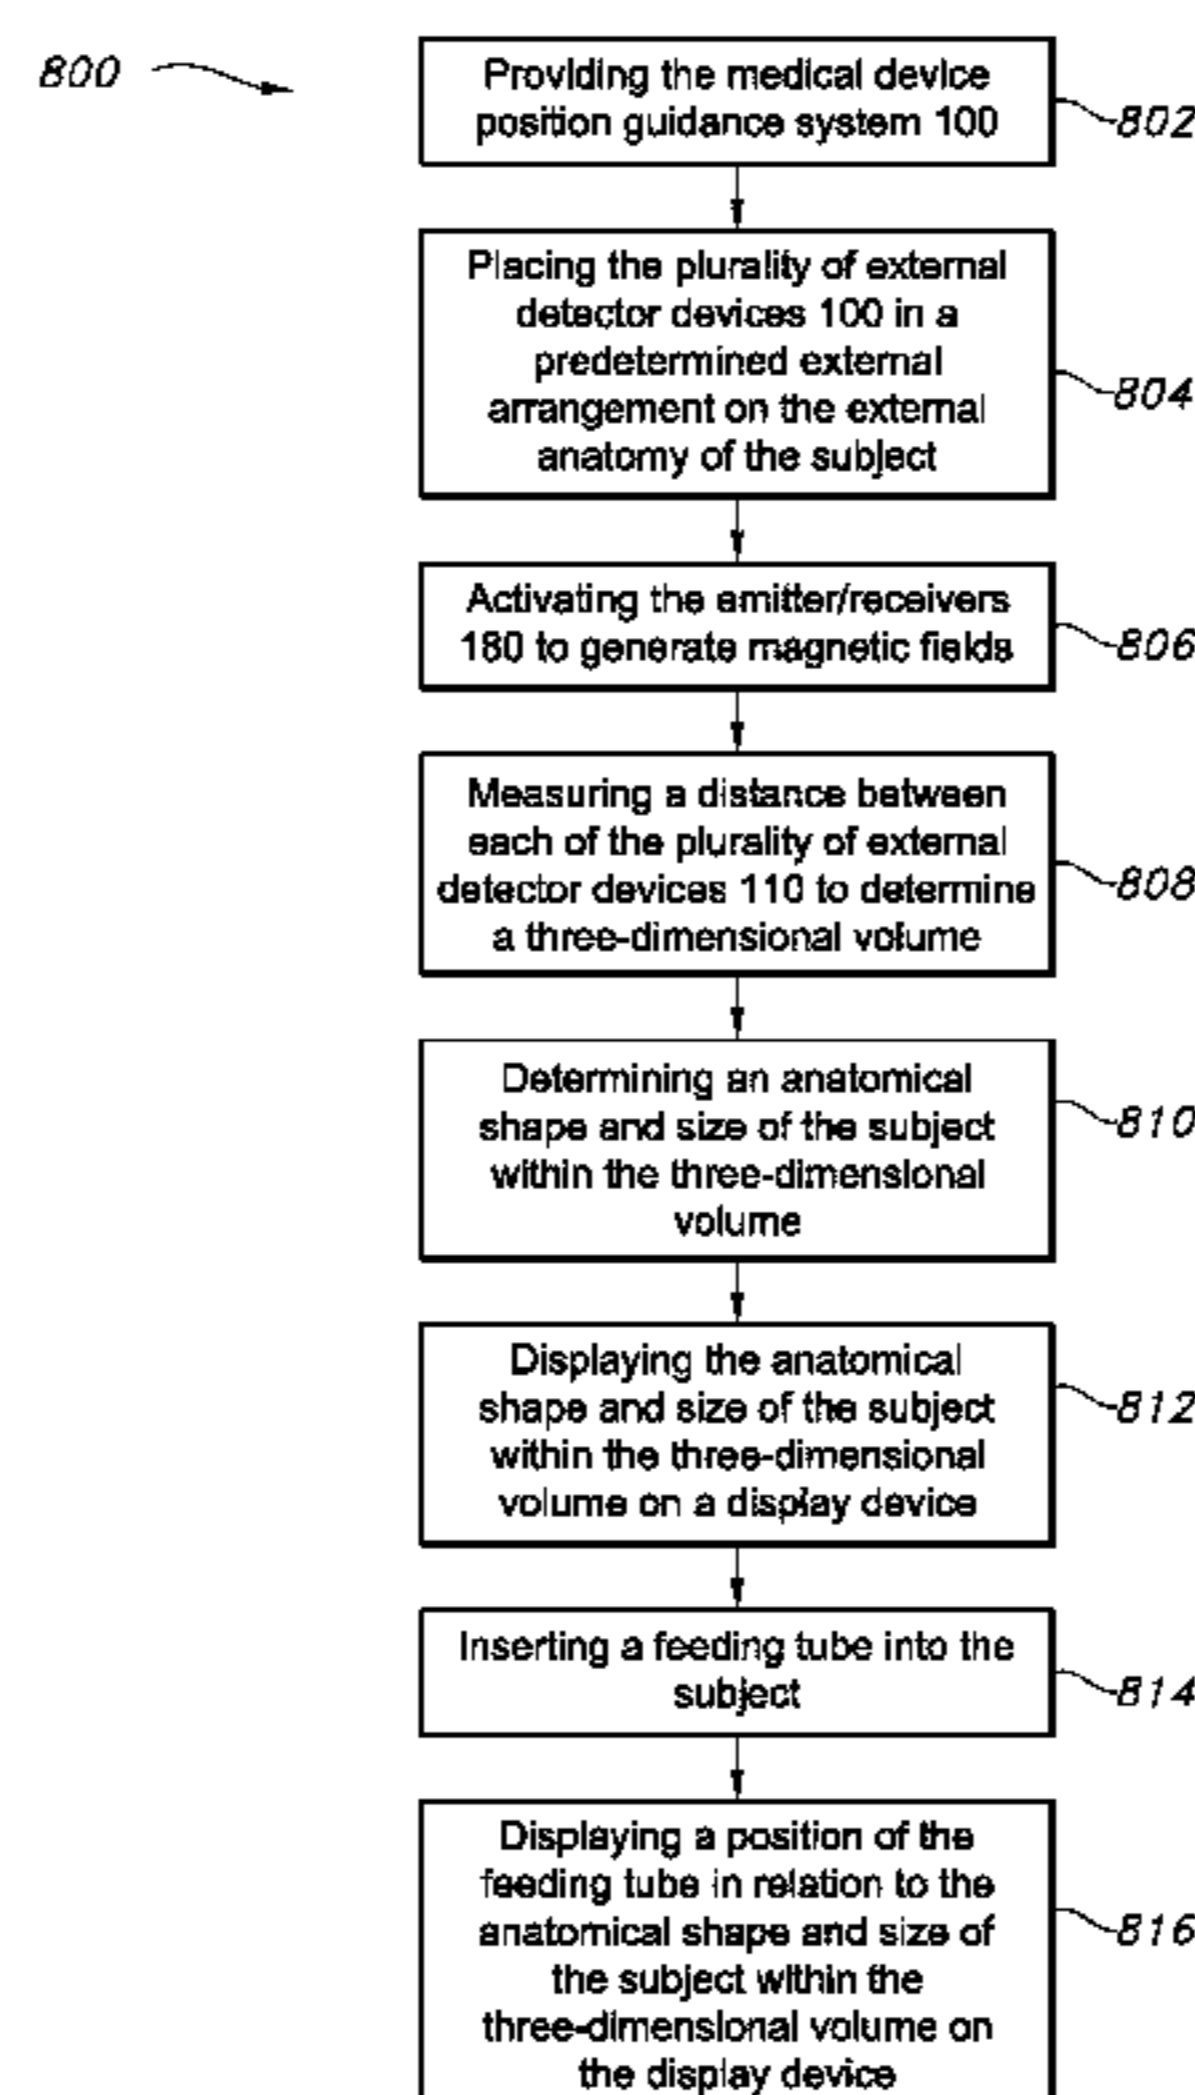 800
Providing the medical device
position guidance system 100
802
Placing the plurality of external
detector devices 100 in a
predetermined external
arrangement on the external
anatomy of the subject
804
Activating the emitter/receivers
180 to generate magnetic fields
806
Measuring a distance between
each of the plurality of external
detector devices 110 to determine
a three-dimensional volume
808
Determining an anatomical
shape and size of the subject
within the three-dimensional
volume
810
Displaying the anatomical
shape and size of the subject
within the three-dimensional
volume on a display device
812
Inserting a feeding tube into the
subject
814
Displaying a position of the
feeding tube in relation to the
anatomical shape and size of
the subject within the
three-dimensional volume on
the display device
816